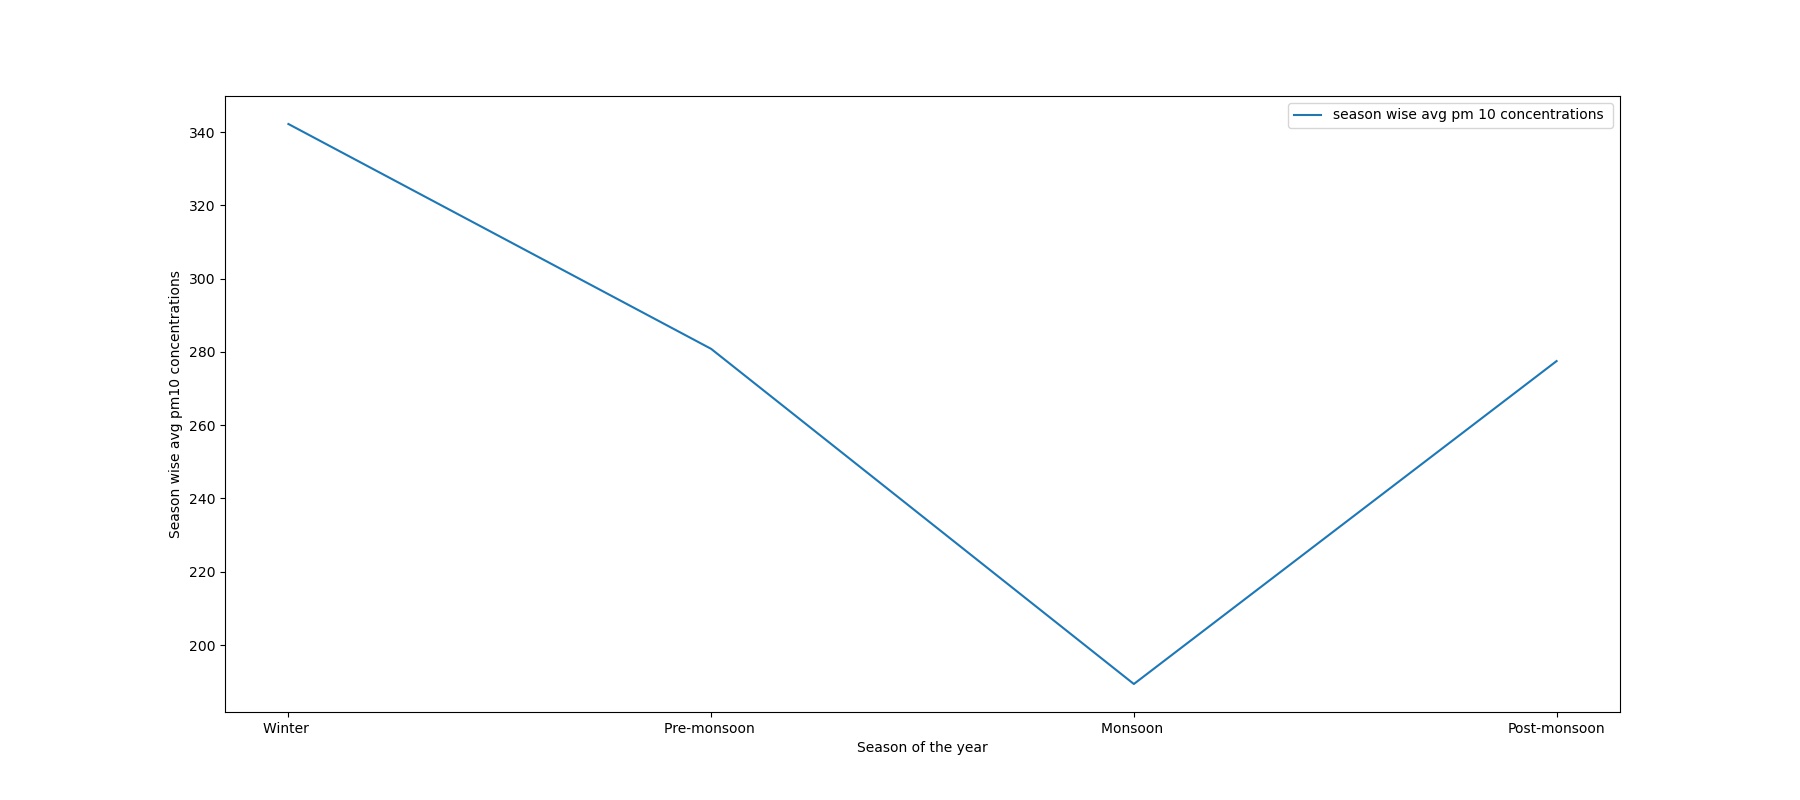 season wise avg pm 10 concentrations
340
320
300
280
260
240
220
200
Season wise avg pm10 concentrations
Winter
Pre-monsoon
Monsoon
Post-monsoon
Season of the year